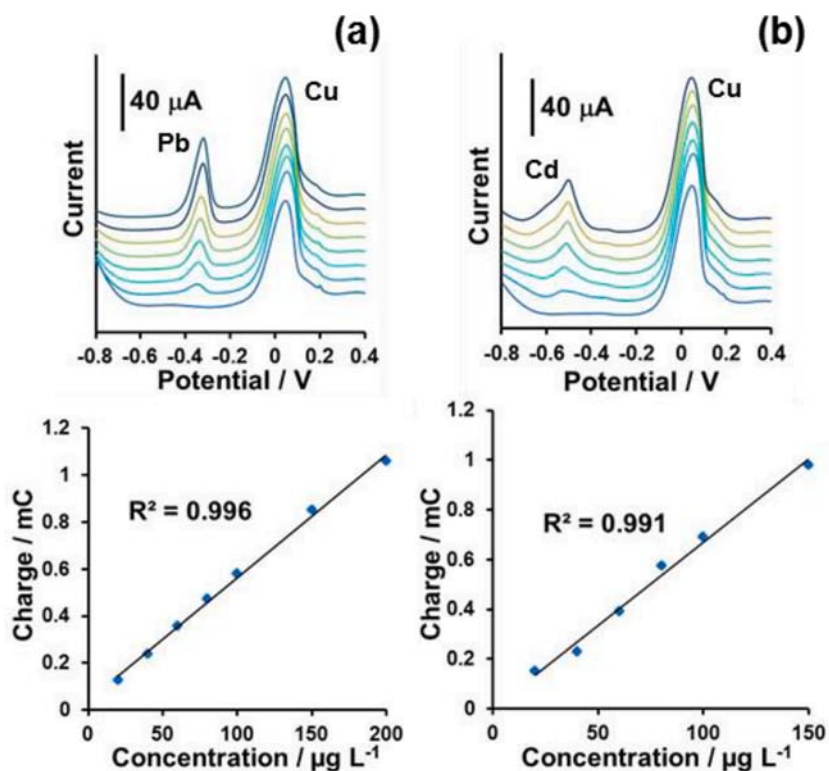 (a)
40 μA
Cu
Pb
Current
-0.8 -0.6 -0.4 -0.2 0 0.2 0.4
Potential / V
(b)
40 μA
Cu
Cd
Current
-0.8 -0.6 -0.4 -0.2 0 0.2 0.4
Potential / V
1.2
1
0.8
0.6
0.4
0.2
0
R² = 0.996
Charge / mC
0 50 100 150 200
Concentration / μg L⁻¹
1.2
1
0.8
0.6
0.4
0.2
0
R² = 0.991
Charge / mC
0 50 100 150
Concentration / μg L⁻¹